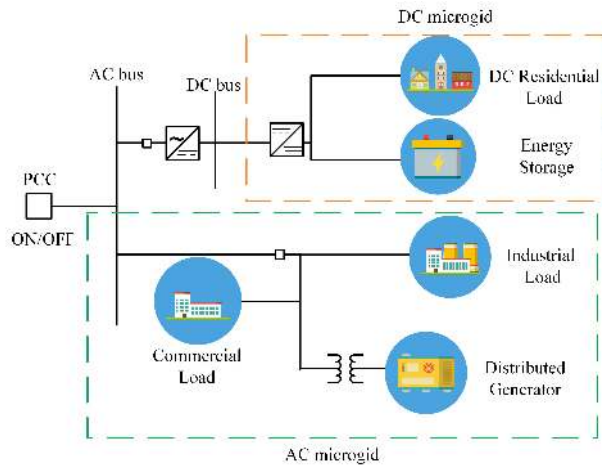 DC microgid
AC bus
DC bus
DC Residential
Load
Energy
Storage
PCC
ON/OFF
Industrial
Load
Commercial
Load
Distributed
Generator
AC microgid